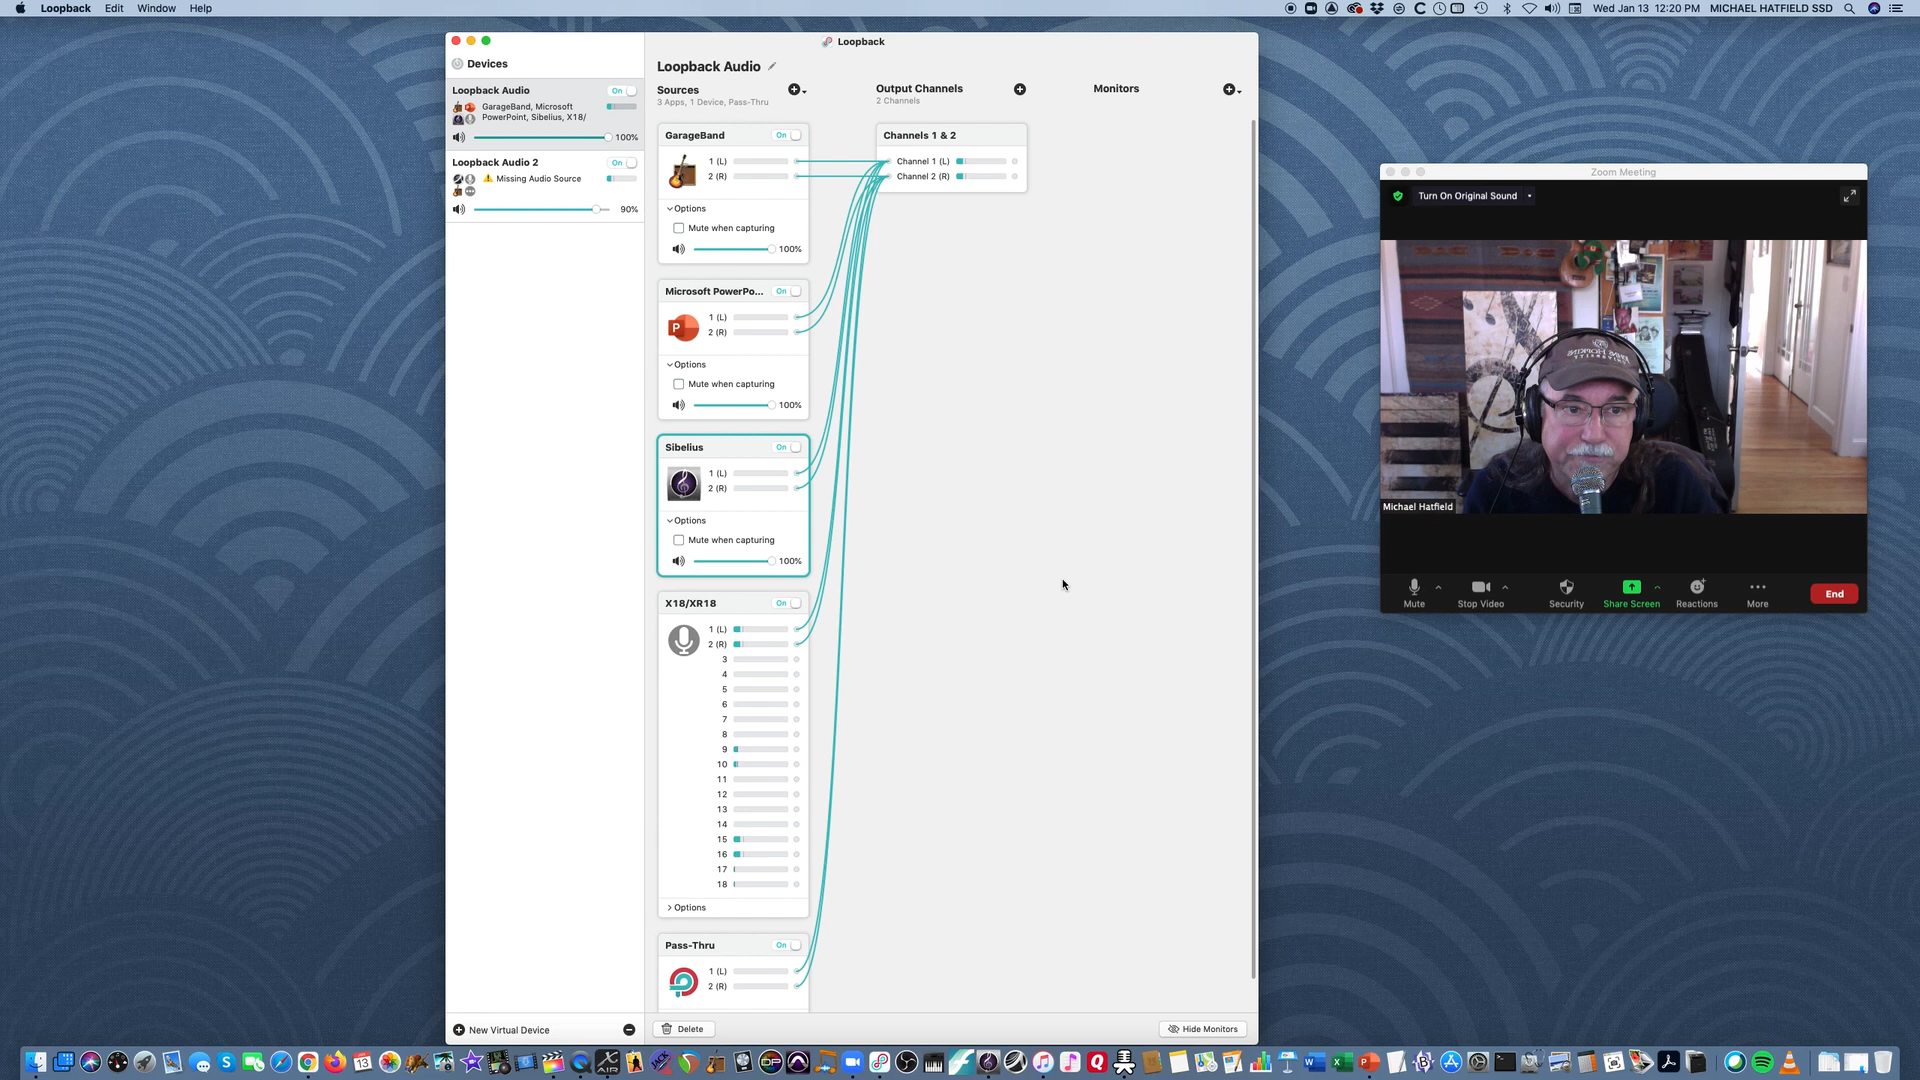 Loopback Edit Window Help
Wed Jan 13 12:20 PM MICHAEL HATFIELD SSD
Loopback
Devices
Loopback Audio On
GarageBand, Microsoft
PowerPoint, Sibelius, X18/
100%
Loopback Audio 2 On
Missing Audio Source
90%
New Virtual Device
Loopback Audio
Sources
3 Apps, 1 Device, Pass-Thru
Output Channels
2 Channels
Monitors
GarageBand On
1 (L)
2 (R)
Options
Mute when capturing
100%
Channels 1 & 2
Channel 1 (L)
Channel 2 (R)
Microsoft PowerPo... On
1 (L)
2 (R)
Options
Mute when capturing
100%
Sibelius On
1 (L)
2 (R)
Options
Mute when capturing
100%
X18/XR18 On
1 (L)
2 (R)
3
4
5
6
7
8
9
10
11
12
13
14
15
16
17
18
Options
Pass-Thru On
1 (L)
2 (R)
Delete
Hide Monitors
Zoom Meeting
Turn On Original Sound
Michael Hatfield
Mute
Stop Video
Security
Share Screen
Reactions
More
End